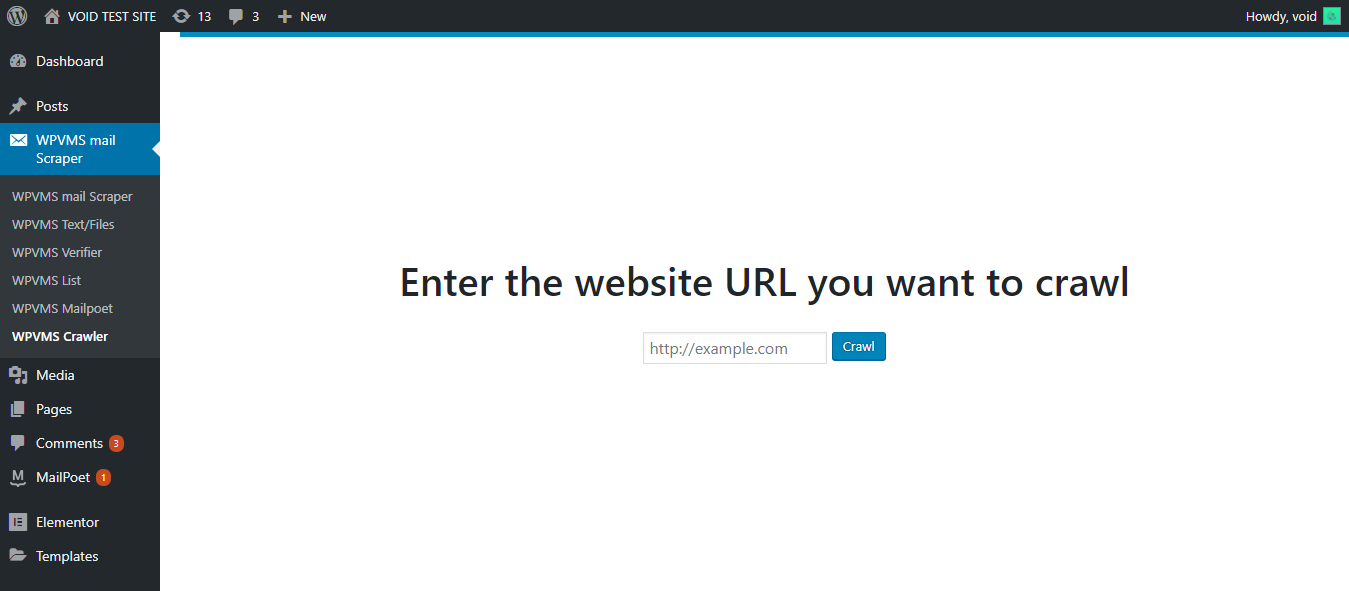 VOID TEST SITE 13 3 New Howdy, void
Dashboard
Posts
WPVMS mail
Scraper
WPVMS mail Scraper
WPVMS Text/Files
WPVMS Verifier
WPVMS List
WPVMS Mailpoet
WPVMS Crawler
Media
Pages
Comments 3
MailPoet 1
Elementor
Templates
Enter the website URL you want to crawl
http://example.com Crawl